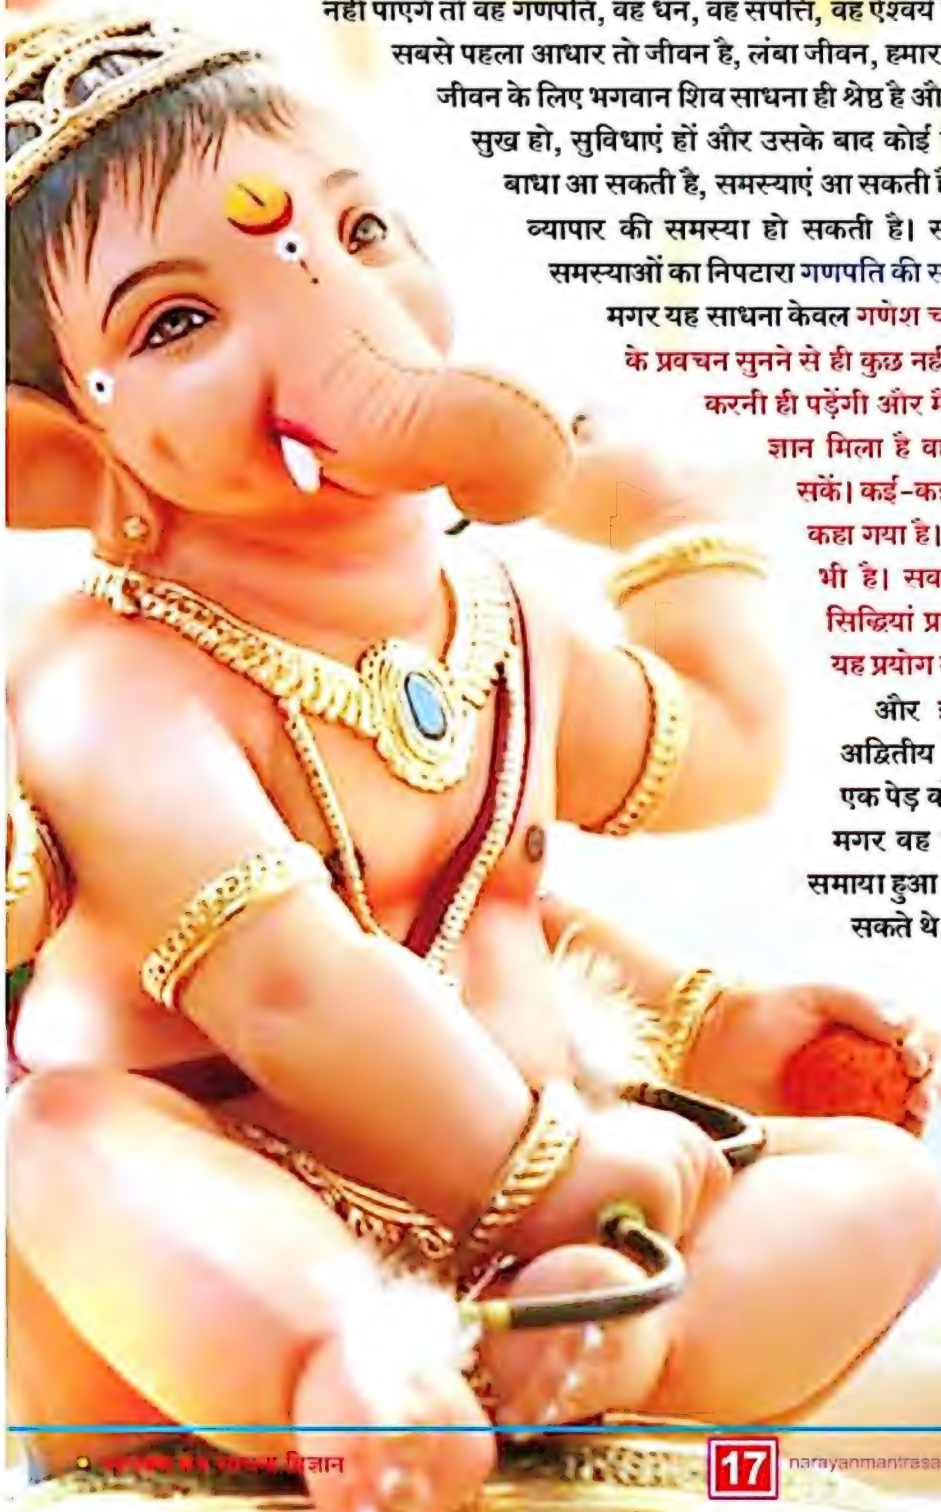 नहीं पाएंगे तो वह गणपति, वह धन, वह संपत्ति, वह ऐश्वर्य
सबसे पहला आधार तो जीवन है, लंबा जीवन, हमार
जीवन के लिए भगवान शिव साधना ही श्रेष्ठ है औ
सुख हो, सुविधाएं हों और उसके बाद कोई
बाधा आ सकती है, समस्याएं आ सकती है
व्यापार की समस्या हो सकती है। स
समस्याओं का निपटारा गणपति की स
मगर यह साधना केवल गणेश च
के प्रवचन सुनने से ही कुछ नहीं
करनी ही पड़ेंगी और मै
ज्ञान मिला है वह
सकें। कई-कई
कहा गया है।
भी है। सव
सिद्धियां प्र
यह प्रयोग
और
अद्वितीय
एक पेड़ क
मगर वह
समाया हुआ
सकते थे
विज्ञान
17
narayanmantrasa